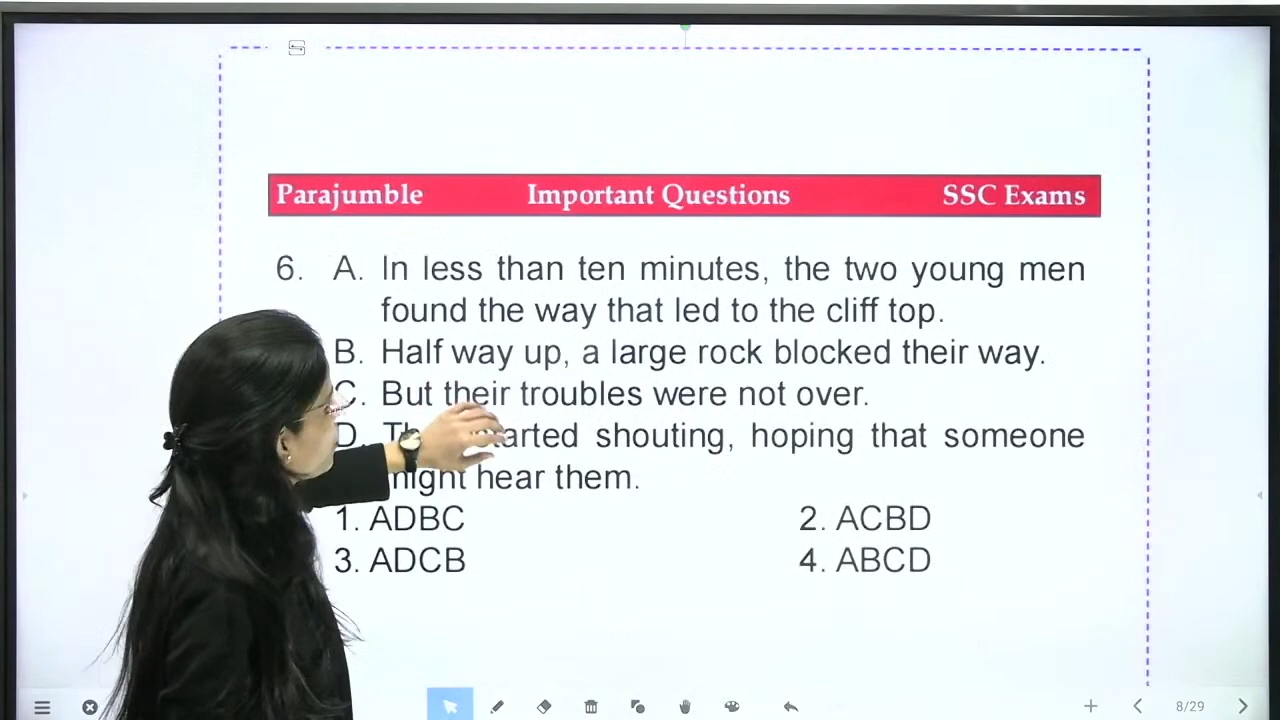 Parajumble Important Questions SSC Exams
6. A. In less than ten minutes, the two young men
found the way that led to the cliff top.
B. Half way up, a large rock blocked their way.
C. But their troubles were not over.
D. shouting, hoping that someone
might hear them.
1. ADBC 2. ACBD
3. ADCB 4. ABCD
8/29